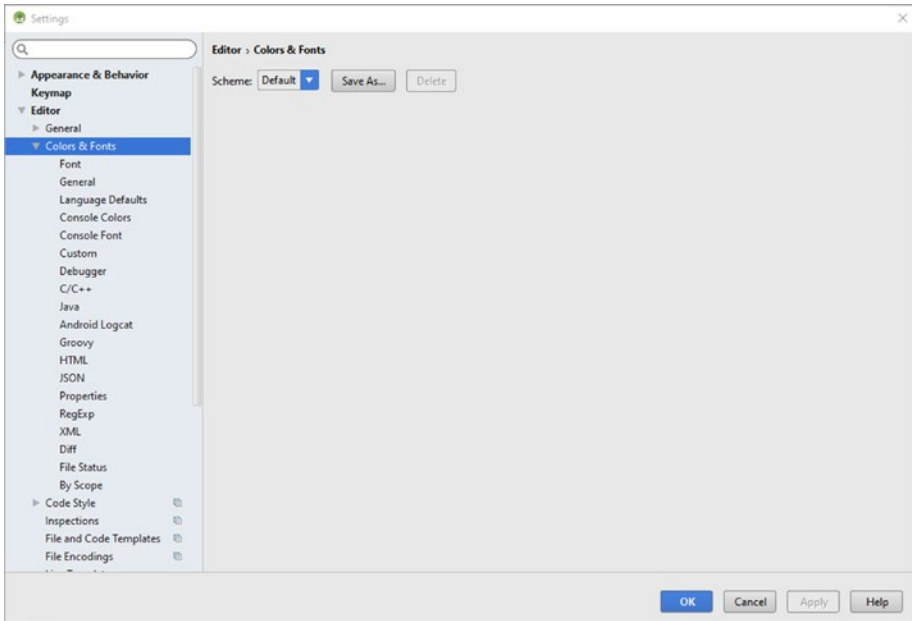 Settings
Editor › Colors & Fonts
Scheme: Default Save As... Delete
Appearance & Behavior
Keymap
Editor
General
Colors & Fonts
Font
General
Language Defaults
Console Colors
Console Font
Custom
Debugger
C/C++
Java
Android Logcat
Groovy
HTML
JSON
Properties
RegExp
XML
Diff
File Status
By Scope
Code Style
Inspections
File and Code Templates
File Encodings
OK Cancel Apply Help